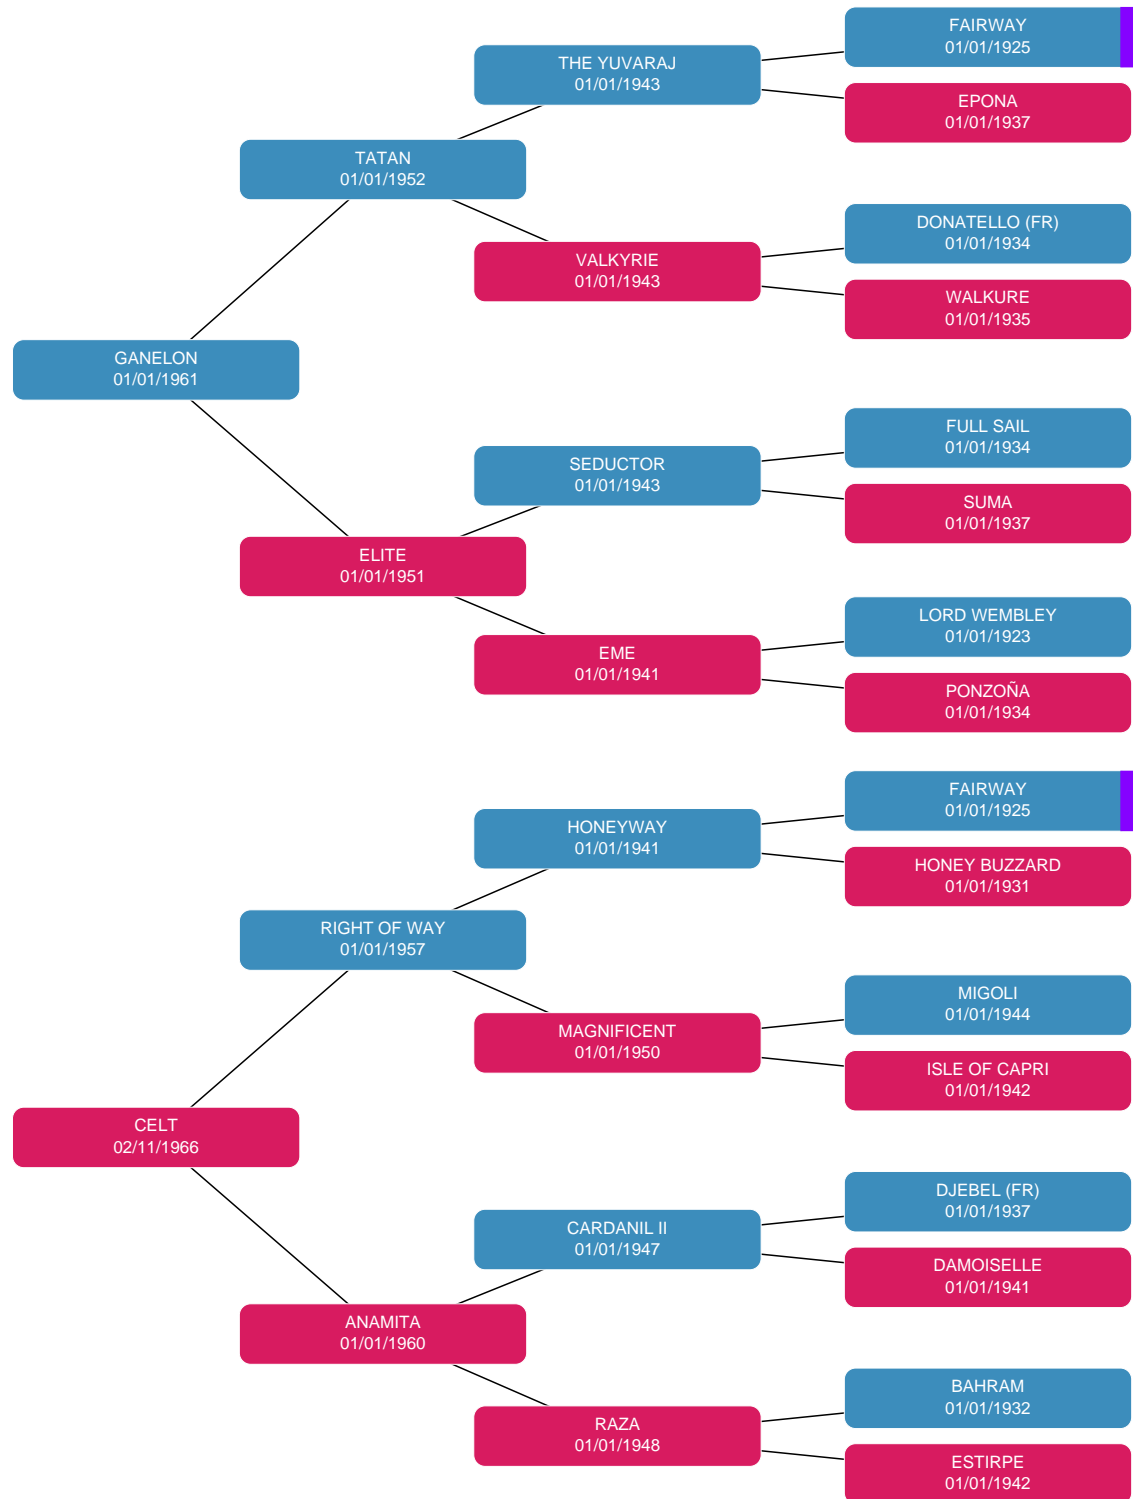 FAIRWAY
01/01/1925
THE YUVARAJ
01/01/1943
EPONA
01/01/1937
TATAN
01/01/1952
DONATELLO (FR)
01/01/1934
VALKYRIE
01/01/1943
WALKURE
01/01/1935
GANELON
01/01/1961
FULL SAIL
01/01/1934
SEDUCTOR
01/01/1943
SUMA
01/01/1937
ELITE
01/01/1951
LORD WEMBLEY
01/01/1923
EME
01/01/1941
PONZOÑA
01/01/1934
FAIRWAY
01/01/1925
HONEYWAY
01/01/1941
HONEY BUZZARD
01/01/1931
RIGHT OF WAY
01/01/1957
MIGOLI
01/01/1944
MAGNIFICENT
01/01/1950
ISLE OF CAPRI
01/01/1942
CELT
02/11/1966
DJEBEL (FR)
01/01/1937
CARDANIL II
01/01/1947
DAMOISELLE
01/01/1941
ANAMITA
01/01/1960
BAHRAM
01/01/1932
RAZA
01/01/1948
ESTIRPE
01/01/1942